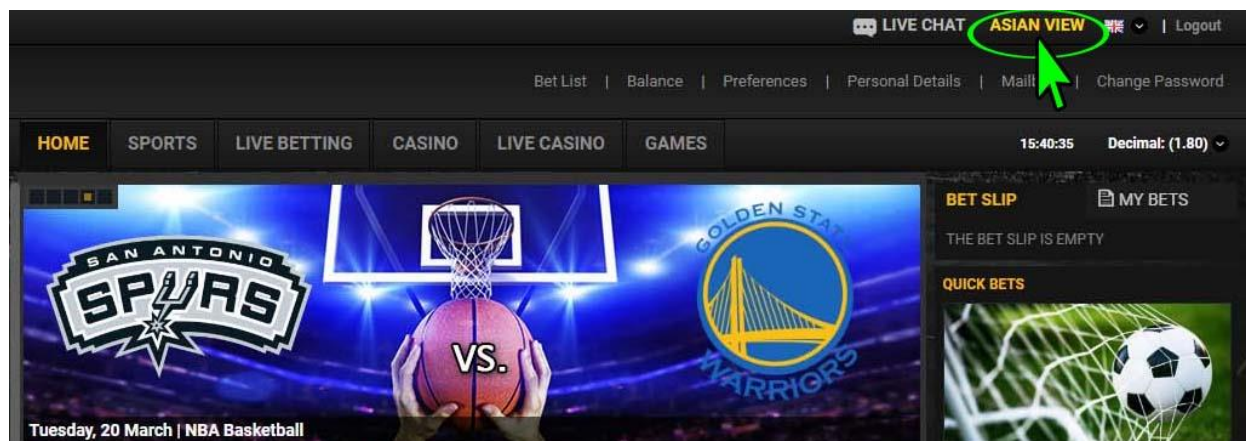 LIVE CHAT ASIAN VIEW | Logout
Bet List | Balance | Preferences | Personal Details | | Change Password
HOME SPORTS LIVE BETTING CASINO LIVE CASINO GAMES 15:40:35 Decimal: (1.80)
BET SLIP MY BETS
THE BET SLIP IS EMPTY
QUICK BETS
SAN ANTONIO
SPURS
VS.
GOLDEN STATE
WARRIORS
Tuesday, 20 March | NBA Basketball